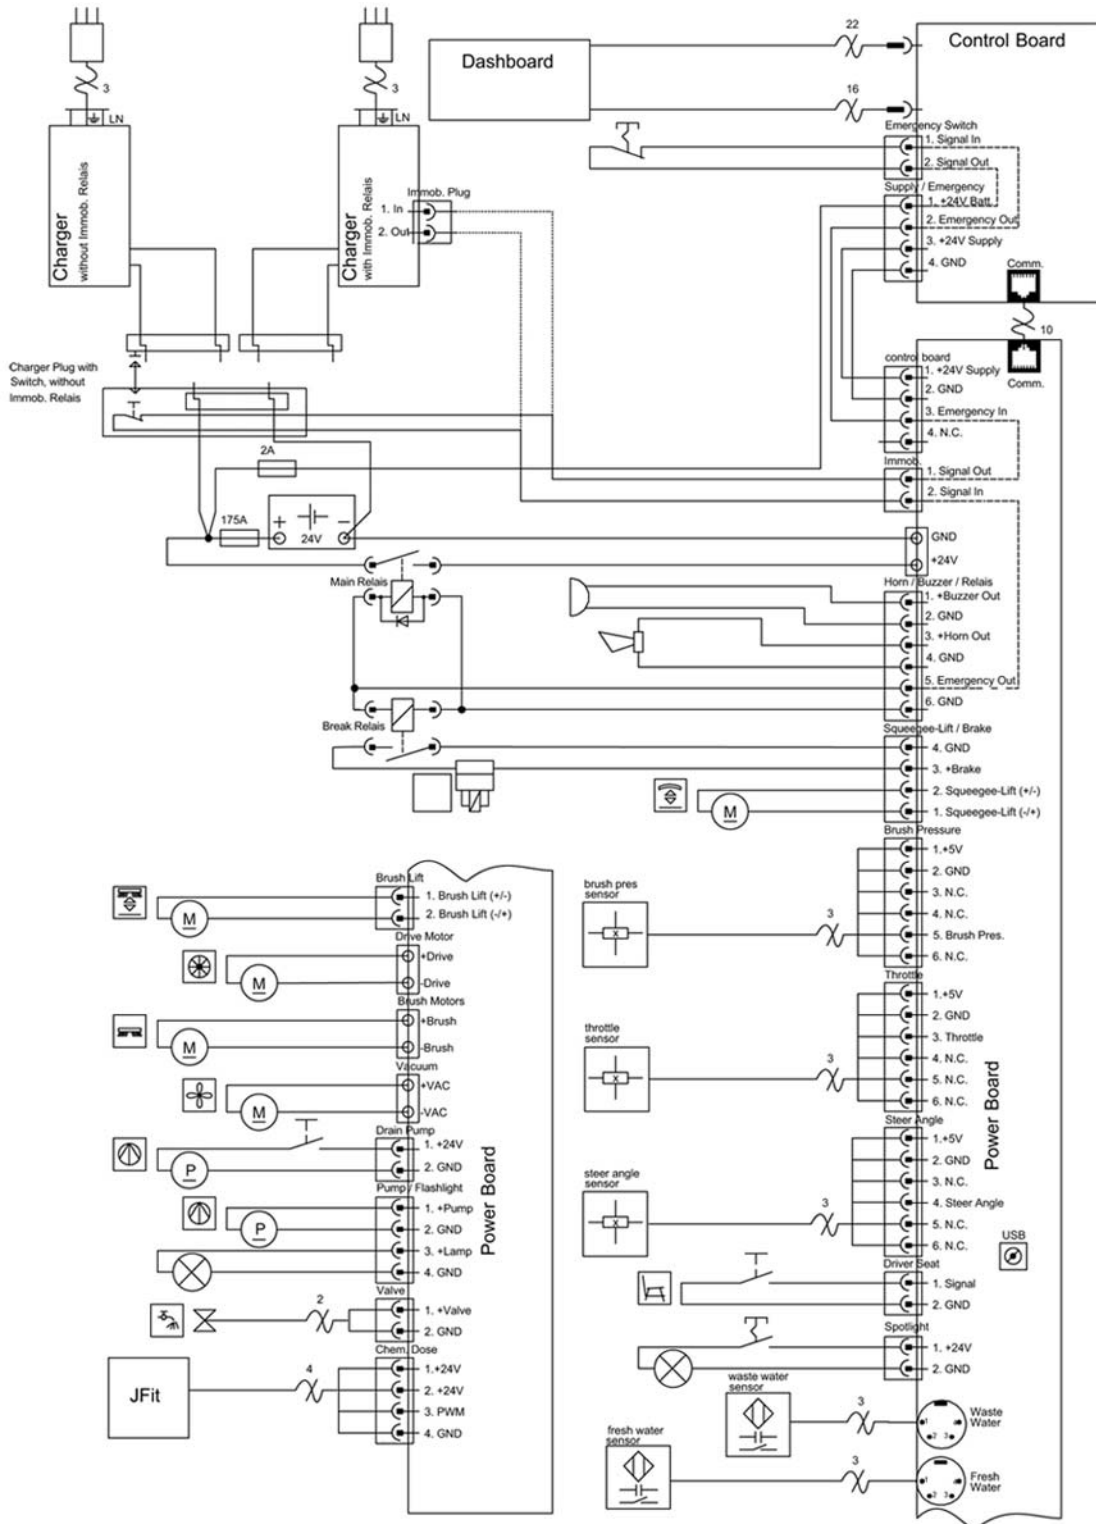 3
LN
Charger
without Immob. Relais
3
LN
Charger
with Immob. Relais
Immob. Plug
1. In
2. Out
Dashboard
22
16
Control Board
Emergency Switch
1. Signal In
2. Signal Out
Supply / Emergency
1. +24V Batt.
2. Emergency Out
3. +24V Supply
4. GND
Comm.
10
Comm.
control board
1. +24V Supply
2. GND
3. Emergency In
4. N.C.
Immob.
1. Signal Out
2. Signal In
GND
+24V
Charger Plug with
Switch, without
Immob. Relais
2A
175A
+
−
24V
Main Relais
Break Relais
Horn / Buzzer / Relais
1. +Buzzer Out
2. GND
3. +Horn Out
4. GND
5. Emergency Out
6. GND
Squeegee-Lift / Brake
4. GND
3. +Brake
2. Squeegee-Lift (+/-)
1. Squeegee-Lift (-/+)
M
Brush Pressure
1.+5V
2. GND
3. N.C.
4. N.C.
5. Brush Pres.
6. N.C.
brush pres
sensor
x
3
Throttle
1.+5V
2. GND
3. Throttle
4. N.C.
5. N.C.
6. N.C.
throttle
sensor
x
3
Power Board
Steer Angle
1.+5V
2. GND
3. N.C.
4. Steer Angle
5. N.C.
6. N.C.
steer angle
sensor
x
3
USB
Driver Seat
1. Signal
2. GND
Spotlight
1. +24V
2. GND
waste water
sensor
3
1
2
3
4
Waste
Water
fresh water
sensor
3
1
2
3
4
Fresh
Water
Brush Lift
1. Brush Lift (+/-)
2. Brush Lift (-/+)
M
Drive Motor
+Drive
-Drive
M
Brush Motors
+Brush
-Brush
M
Vacuum
+VAC
-VAC
M
Drain Pump
1. +24V
2. GND
P
Pump / Flashlight
1. +Pump
2. GND
3. +Lamp
4. GND
P
Power Board
Valve
1. +Valve
2. GND
2
Chem. Dose
1.+24V
2. +24V
3. PWM
4. GND
4
JFit